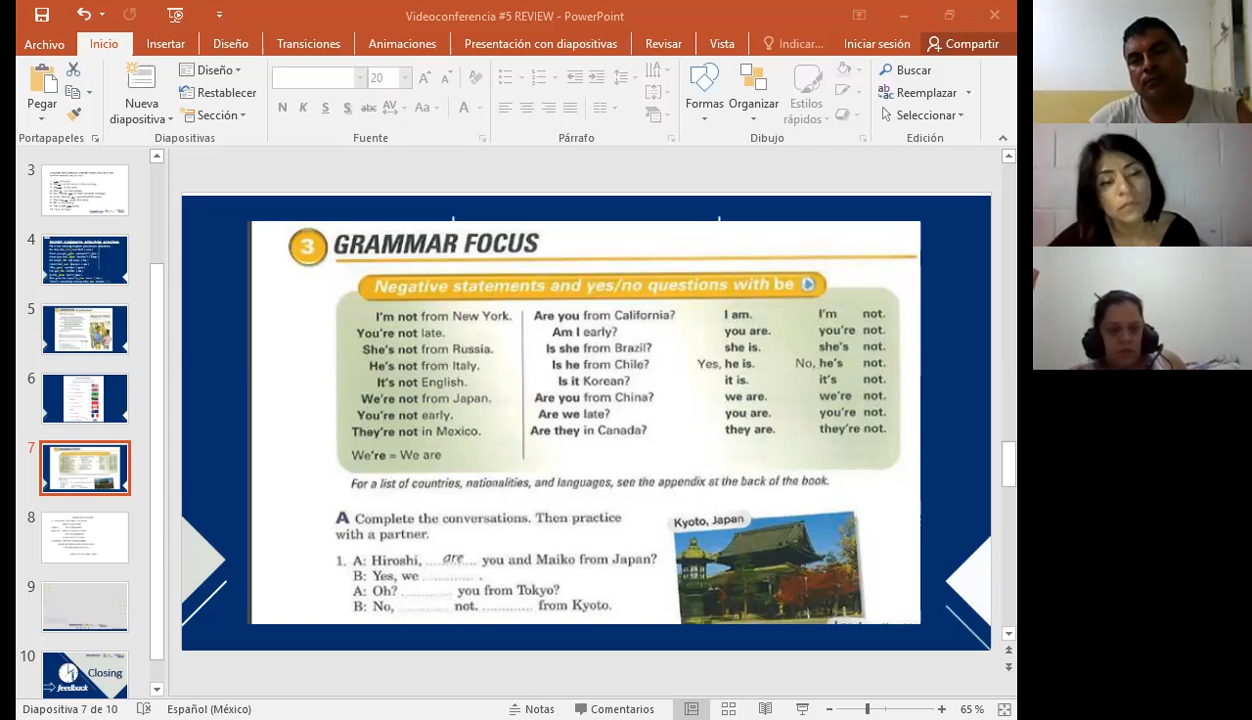 Videoconferencia #5 REVIEW - PowerPoint
Archivo Inicio Insertar Diseño Transiciones Animaciones Presentación con diapositivas Revisar Vista Indicar... Iniciar sesión Compartir
Pegar
Nueva diapositiva
Diseño
Restablecer
Sección
20
N K S S abc AV Aa A
Formas Organizar Estilos rápidos
Buscar
Reemplazar
Seleccionar
Portapapeles Diapositivas Fuente Párrafo Dibujo Edición
3
4
5
6
7
8
9
10
Closing
feedback
3 GRAMMAR FOCUS
Negative statements and yes/no questions with be
I'm not from New York. Are you from California? I am. I'm not.
You're not late. Am I early? you are. you're not.
She's not from Russia. Is she from Brazil? she is. she's not.
He's not from Italy. Is he from Chile? Yes, he is. No, he's not.
It's not English. Is it Korean? it is. it's not.
We're not from Japan. Are you from China? we are. we're not.
You're not early. Are we late? you are. you're not.
They're not in Mexico. Are they in Canada? they are. they're not.
We're = We are
For a list of countries, nationalities, and languages, see the appendix at the back of the book.
A Complete the conversations. Then practice
with a partner.
Kyoto, Japan
1. A: Hiroshi, ....are.... you and Maiko from Japan?
B: Yes, we ............ .
A: Oh? ............ you from Tokyo?
B: No, ............ not. ............ from Kyoto.
Diapositiva 7 de 10 Español (México) Notas Comentarios 65 %